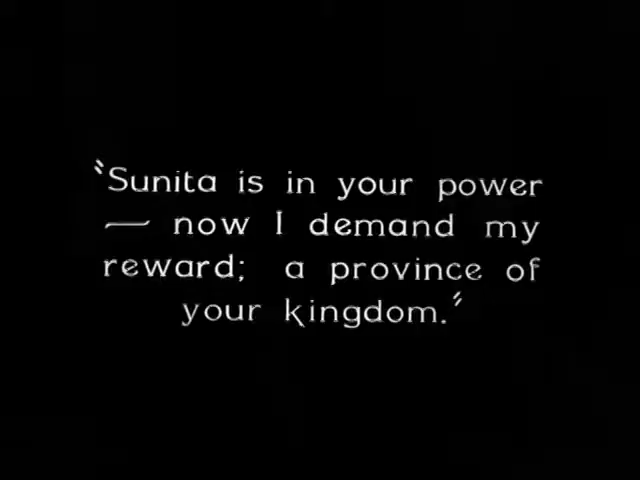 “Sunita is in your power
— now I demand my
reward; a province of
your kingdom.”